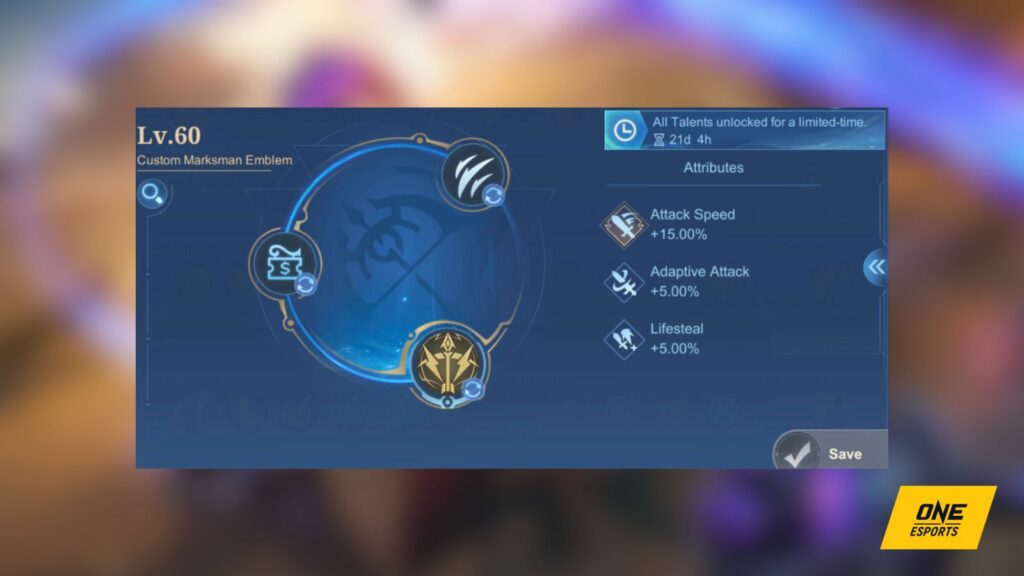 Lv.60
Custom Marksman Emblem
All Talents unlocked for a limited-time.
21d 4h
Attributes
Attack Speed
+15.00%
Adaptive Attack
+5.00%
Lifesteal
+5.00%
$
Save
ONE
ESPORTS